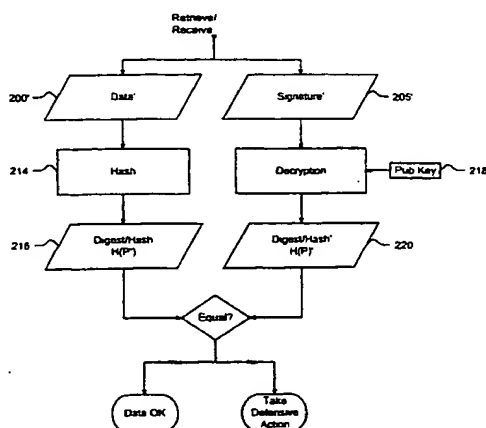 Retrieve/
Receive
200'
Data'
Signature'
205'
214
Hash
Decryption
Pub Key
218
216
Digest/Hash
H(P')
Digest/Hash'
H(P)'
220
Equal?
Data OK
Take
Defensive
Action